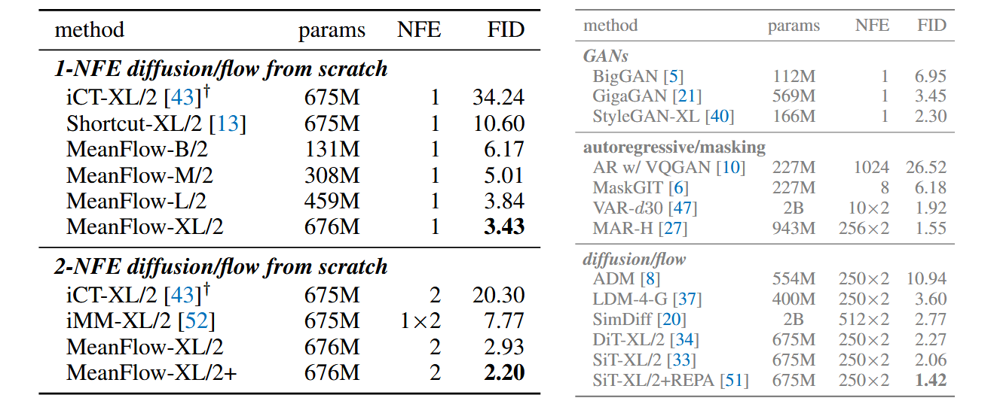 method params NFE FID
1-NFE diffusion/flow from scratch
iCT-XL/2 [43]† 675M 1 34.24
Shortcut-XL/2 [13] 675M 1 10.60
MeanFlow-B/2 131M 1 6.17
MeanFlow-M/2 308M 1 5.01
MeanFlow-L/2 459M 1 3.84
MeanFlow-XL/2 676M 1 3.43
2-NFE diffusion/flow from scratch
iCT-XL/2 [43]† 675M 2 20.30
iMM-XL/2 [52] 675M 1×2 7.77
MeanFlow-XL/2 676M 2 2.93
MeanFlow-XL/2+ 676M 2 2.20
method params NFE FID
GANs
BigGAN [5] 112M 1 6.95
GigaGAN [21] 569M 1 3.45
StyleGAN-XL [40] 166M 1 2.30
autoregressive/masking
AR w/ VQGAN [10] 227M 1024 26.52
MaskGIT [6] 227M 8 6.18
VAR-d30 [47] 2B 10×2 1.92
MAR-H [27] 943M 256×2 1.55
diffusion/flow
ADM [8] 554M 250×2 10.94
LDM-4-G [37] 400M 250×2 3.60
SimDiff [20] 2B 512×2 2.77
DiT-XL/2 [34] 675M 250×2 2.27
SiT-XL/2 [33] 675M 250×2 2.06
SiT-XL/2+REPA [51] 675M 250×2 1.42